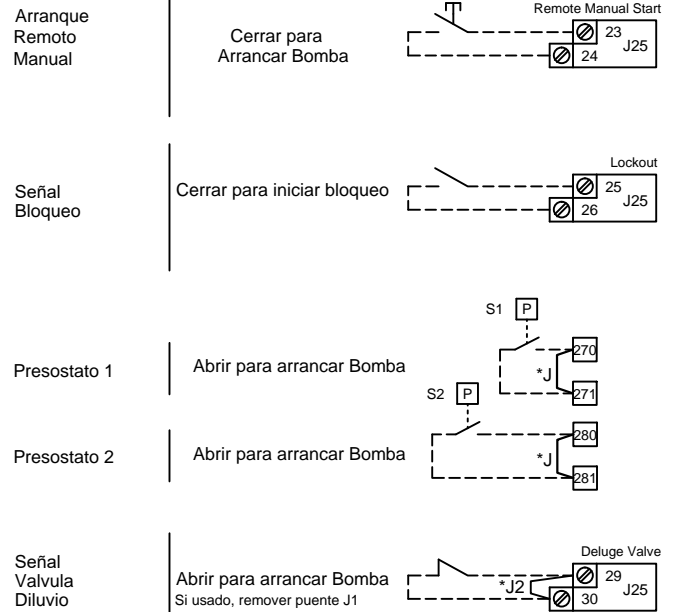 Arranque
Remoto
Manual
Cerrar para
Arrancar Bomba
Remote Manual Start
23
J25
24
Señal
Bloqueo
Cerrar para iniciar bloqueo
Lockout
25
J25
26
Presostato 1
Abrir para arrancar Bomba
S1 P
270
*J
271
Presostato 2
Abrir para arrancar Bomba
S2 P
280
*J
281
Señal
Valvula
Diluvio
Abrir para arrancar Bomba
Si usado, remover puente J1
Deluge Valve
*J2
29
J25
30